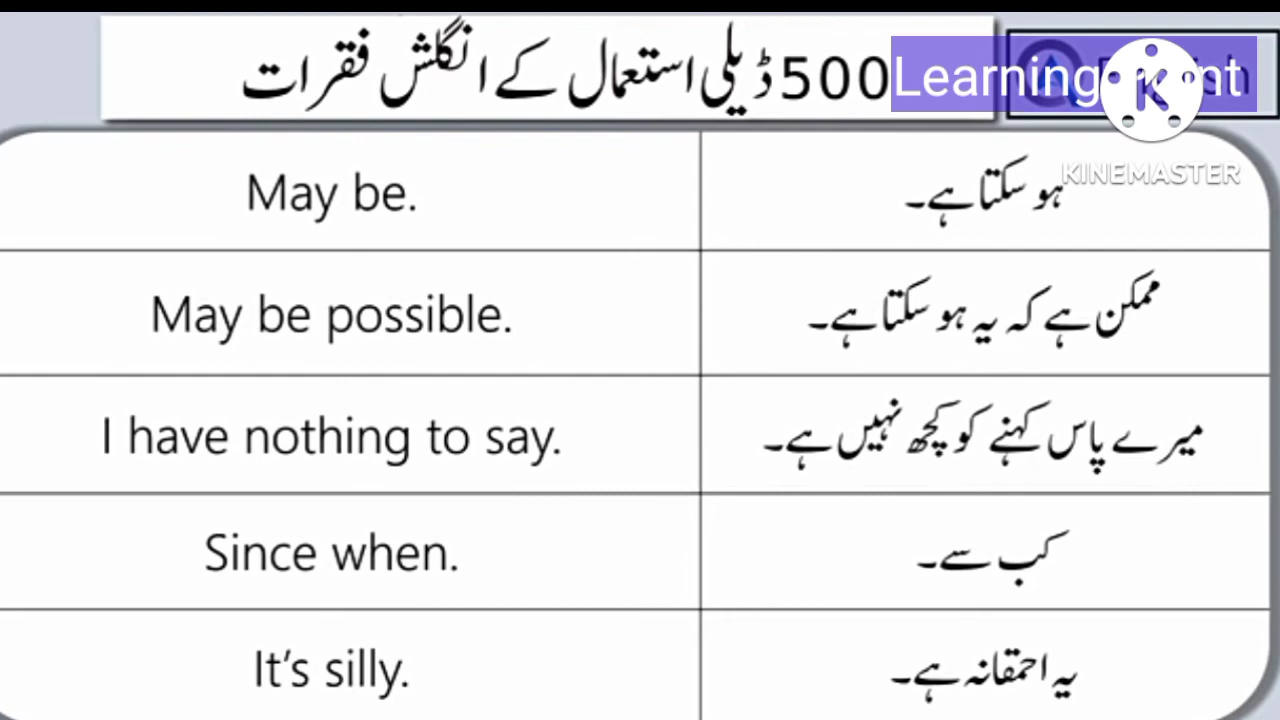 500 ڈیلی استعمال کے انگلش فقرات
Learning
KINEMASTER
May be.
ہو سکتا ہے۔
May be possible.
ممکن ہے کہ یہ ہو سکتا ہے۔
I have nothing to say.
میرے پاس کہنے کو کچھ نہیں ہے۔
Since when.
کب سے۔
It's silly.
یہ احمقانہ ہے۔